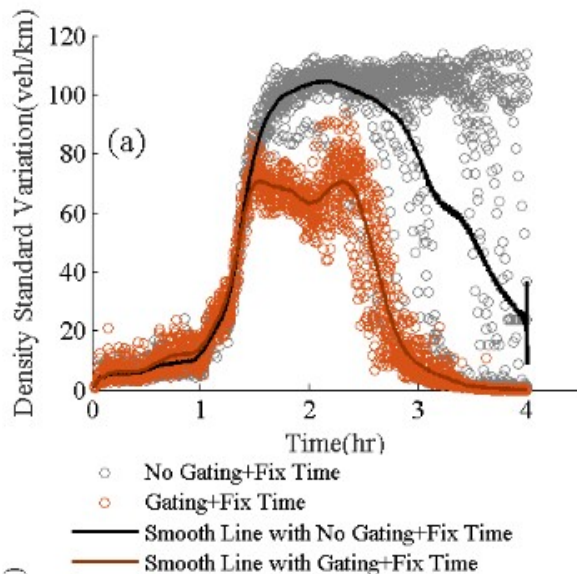 120
100
80
60
40
20
0
Density Standard Variation(veh/km)
(a)
0 1 2 3 4
Time(hr)
No Gating+Fix Time
Gating+Fix Time
Smooth Line with No Gating+Fix Time
Smooth Line with Gating+Fix Time